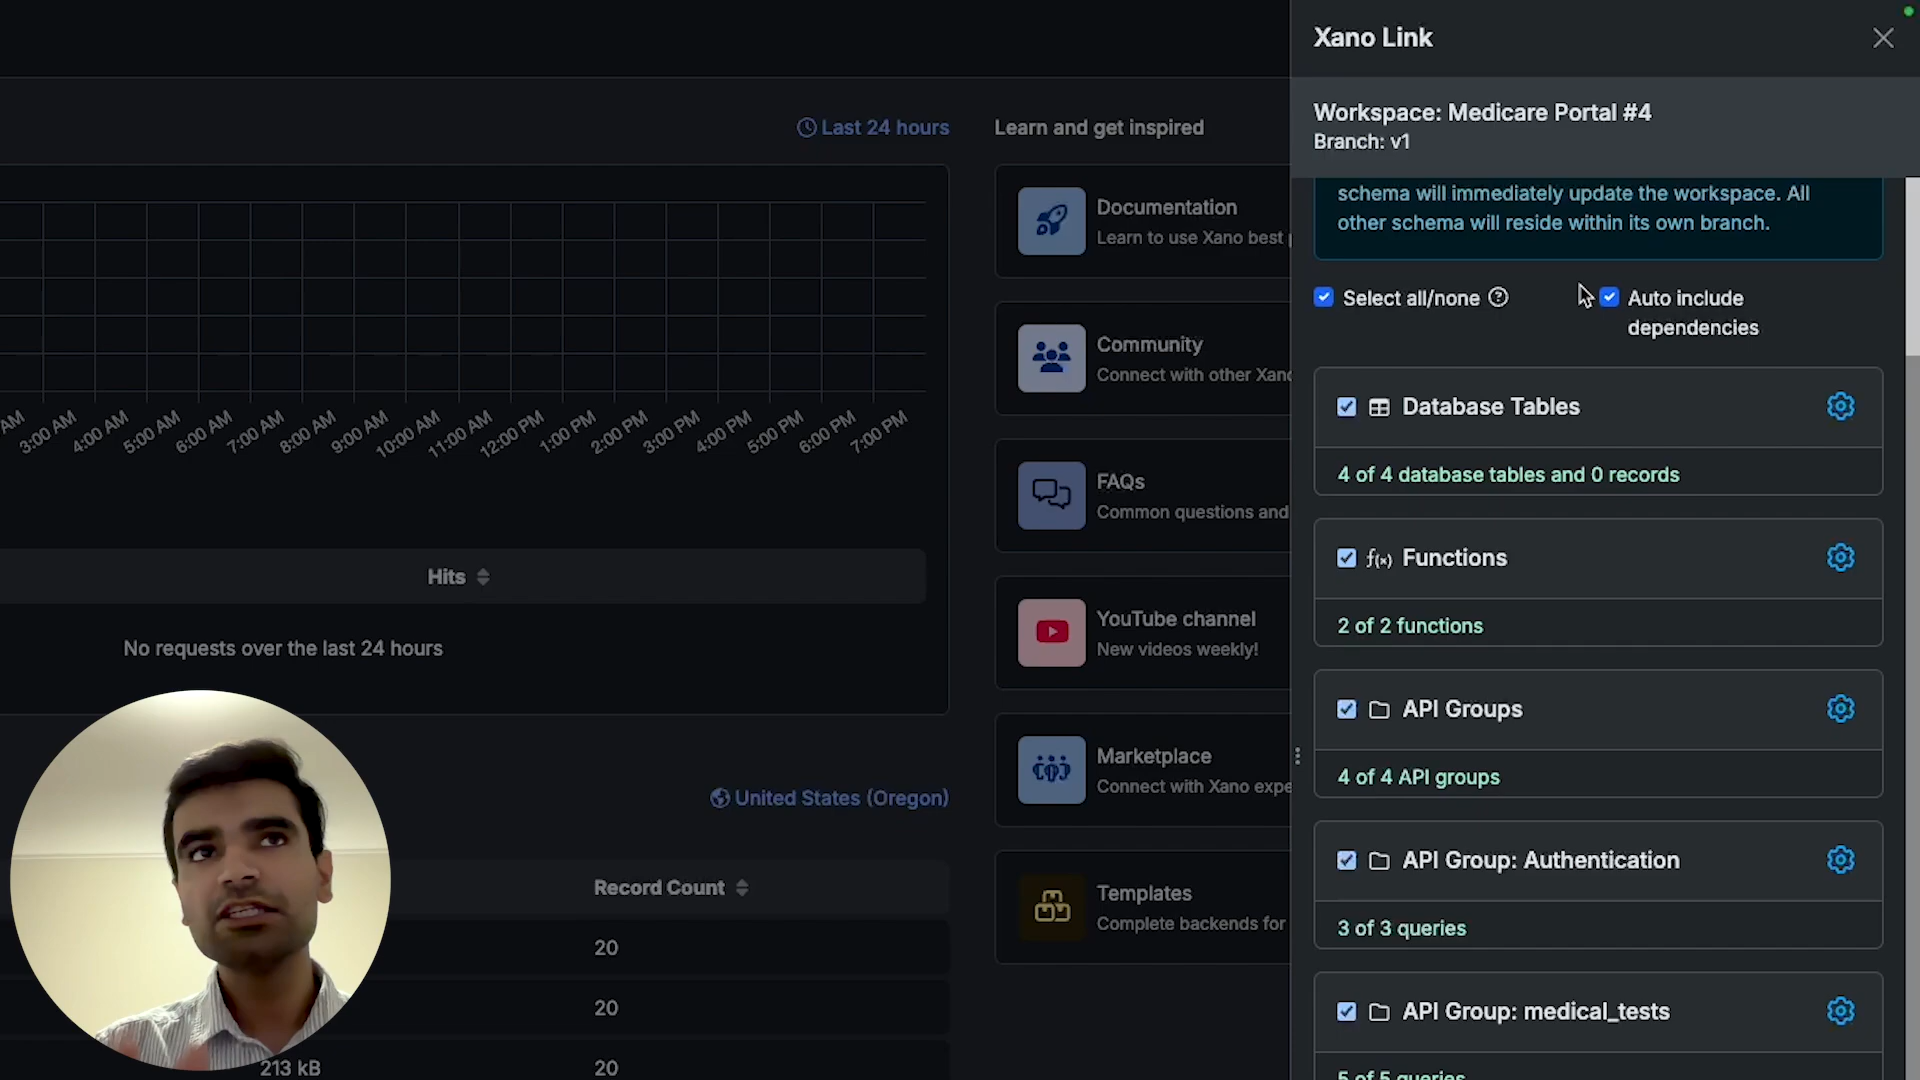 Xano Link
Workspace: Medicare Portal #4
Branch: v1
schema will immediately update the workspace. All
other schema will reside within its own branch.
Select all/none
Auto include
dependencies
Database Tables
4 of 4 database tables and 0 records
Functions
2 of 2 functions
API Groups
4 of 4 API groups
API Group: Authentication
3 of 3 queries
API Group: medical_tests
5 of 5 queries
Last 24 hours
AM
3:00 AM
4:00 AM
5:00 AM
6:00 AM
7:00 AM
8:00 AM
9:00 AM
10:00 AM
11:00 AM
12:00 PM
1:00 PM
2:00 PM
3:00 PM
4:00 PM
5:00 PM
6:00 PM
7:00 PM
Hits
No requests over the last 24 hours
United States (Oregon)
Record Count
20
20
213 kB
20
Learn and get inspired
Documentation
Learn to use Xano best
Community
Connect with other Xano
FAQs
Common questions and
YouTube channel
New videos weekly!
Marketplace
Connect with Xano expe
Templates
Complete backends for